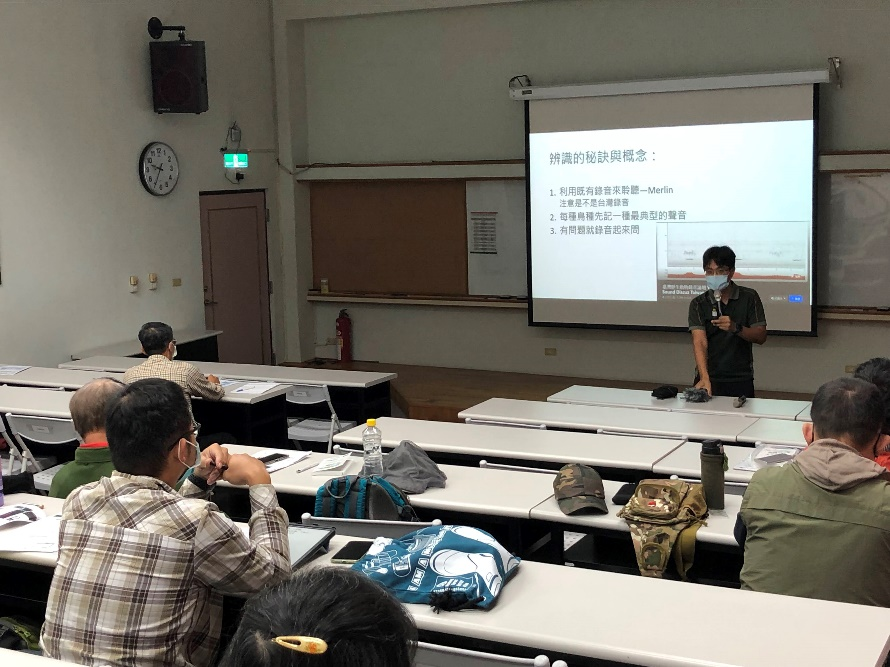 辨識的秘訣與概念：
1. 利用既有錄音來聆聽—Merlin
注意是不是台灣錄音
2. 每種鳥種先記一種最典型的聲音
3. 有問題就錄音起來問
I AM A